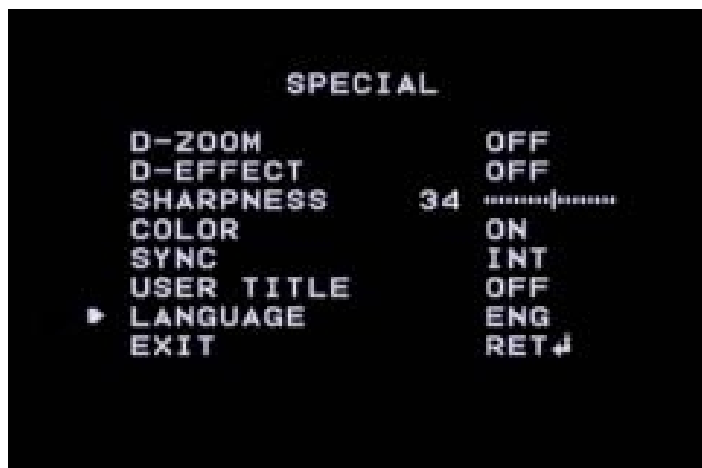 SPECIAL
D-ZOOM OFF
D-EFFECT OFF
SHARPNESS 34
COLOR ON
SYNC INT
USER TITLE OFF
LANGUAGE ENG
EXIT RET